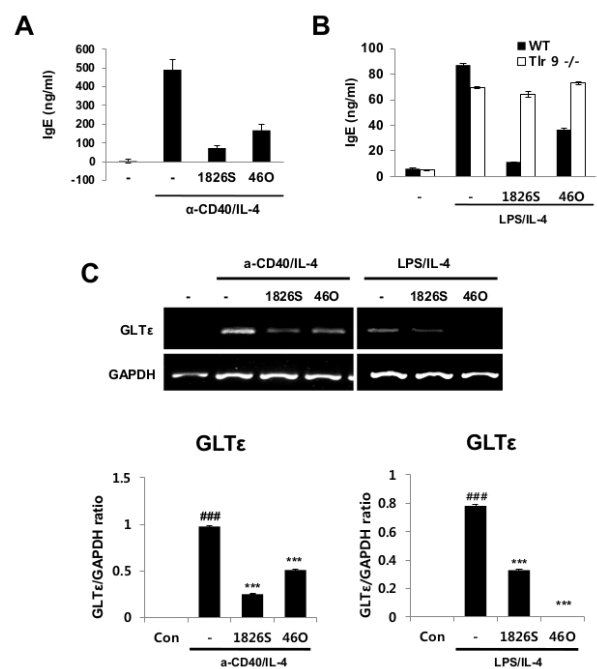 A
IgE (ng/ml)
600
500
400
300
200
100
0
-100
- - 1826S 46O
α-CD40/IL-4
B
WT
Tlr 9 -/-
IgE (ng/ml)
100
80
60
40
20
0
- - 1826S 46O
LPS/IL-4
C
a-CD40/IL-4 LPS/IL-4
- - 1826S 46O - 1826S 46O
GLTε
GAPDH
GLTε
GLTε/GAPDH ratio
1.5
1
0.5
0
###
***
***
Con - 1826S 46O
a-CD40/IL-4
GLTε
GLTε/GAPDH ratio
1
0.8
0.6
0.4
0.2
0
###
***
***
Con - 1826S 46O
LPS/IL-4